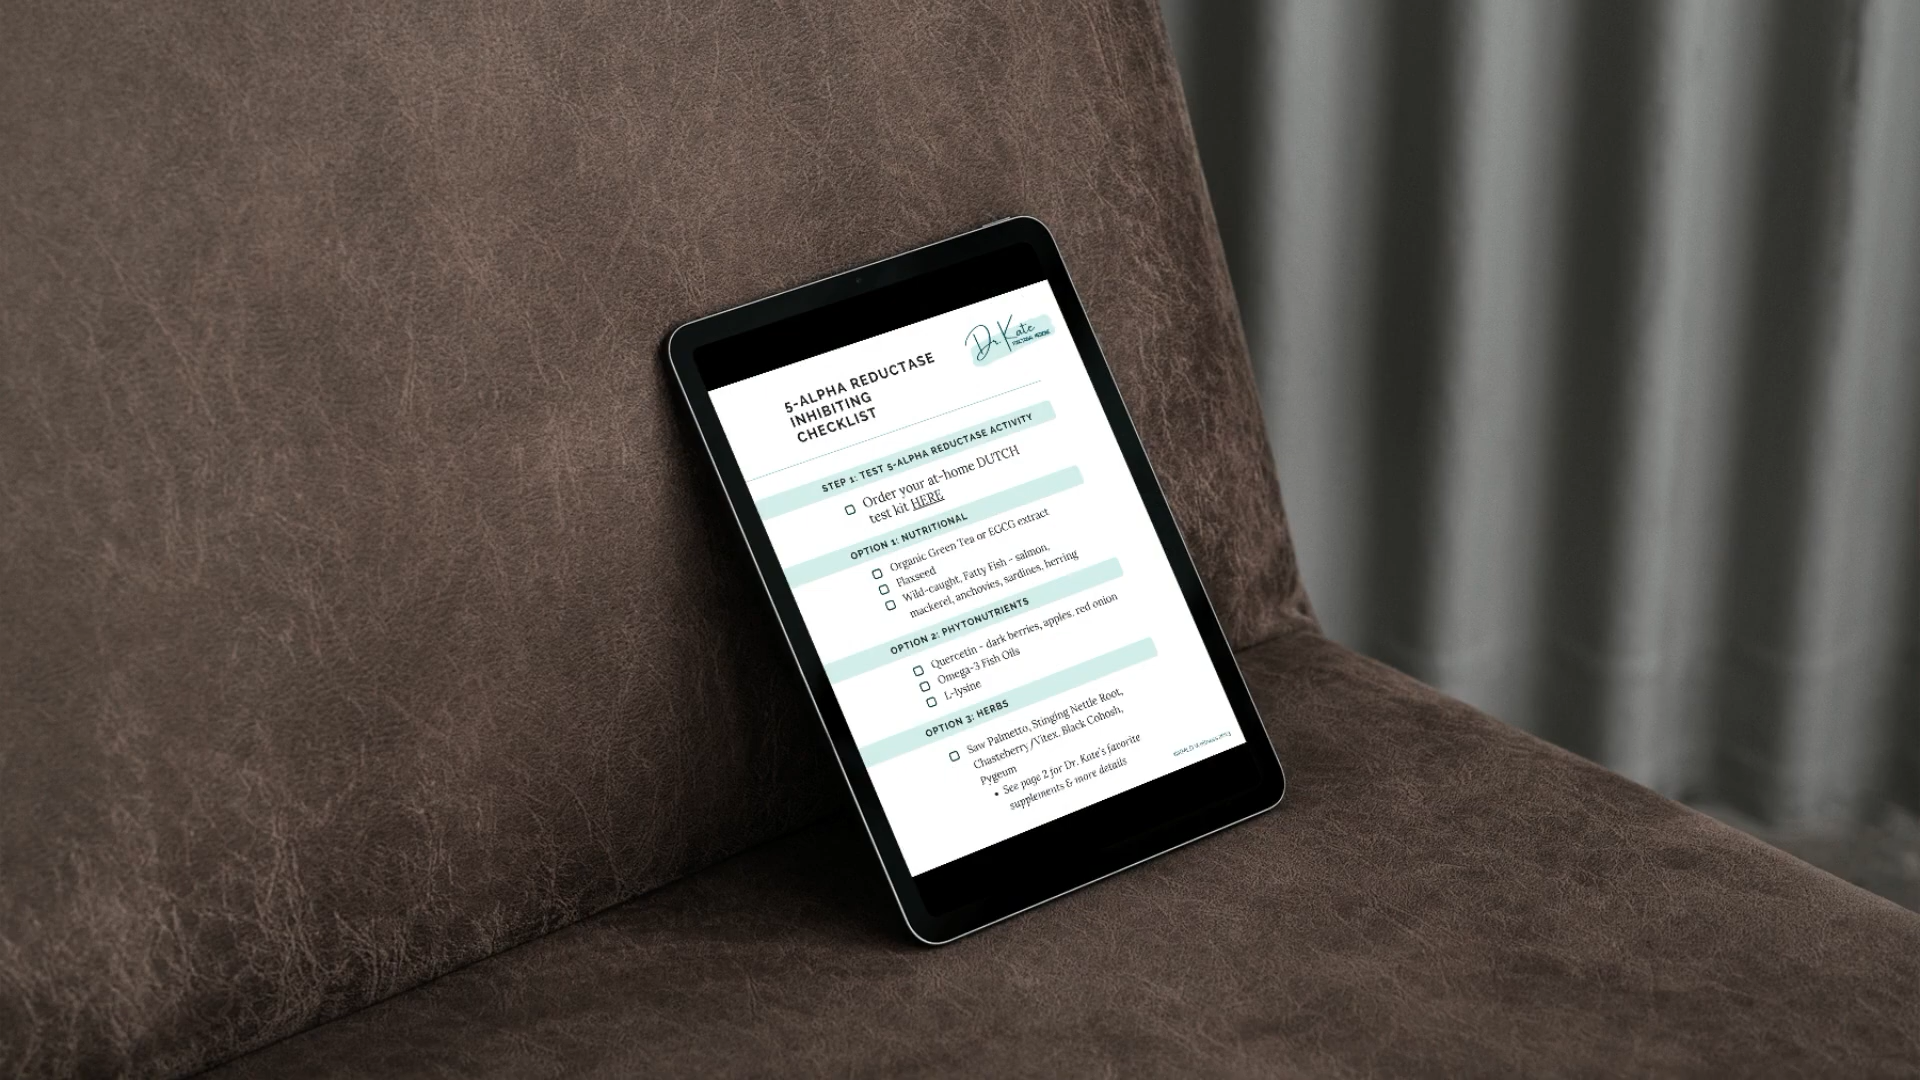 Dr. Kate
FUNCTIONAL MEDICINE
5-ALPHA REDUCTASE
INHIBITING
CHECKLIST
STEP 1: TEST 5-ALPHA REDUCTASE ACTIVITY
Order your at-home DUTCH
test kit HERE
OPTION 1: NUTRITIONAL
Organic Green Tea or EGCG extract
Flaxseed
Wild-caught, Fatty Fish - salmon,
mackerel, anchovies, sardines, herring
OPTION 2: PHYTONUTRIENTS
Quercetin - dark berries, apples, red onion
Omega-3 Fish Oils
L-lysine
OPTION 3: HERBS
Saw Palmetto, Stinging Nettle Root,
Chasteberry/Vitex, Black Cohosh,
Pygeum
• See page 2 for Dr. Kate's favorite
supplements & more details